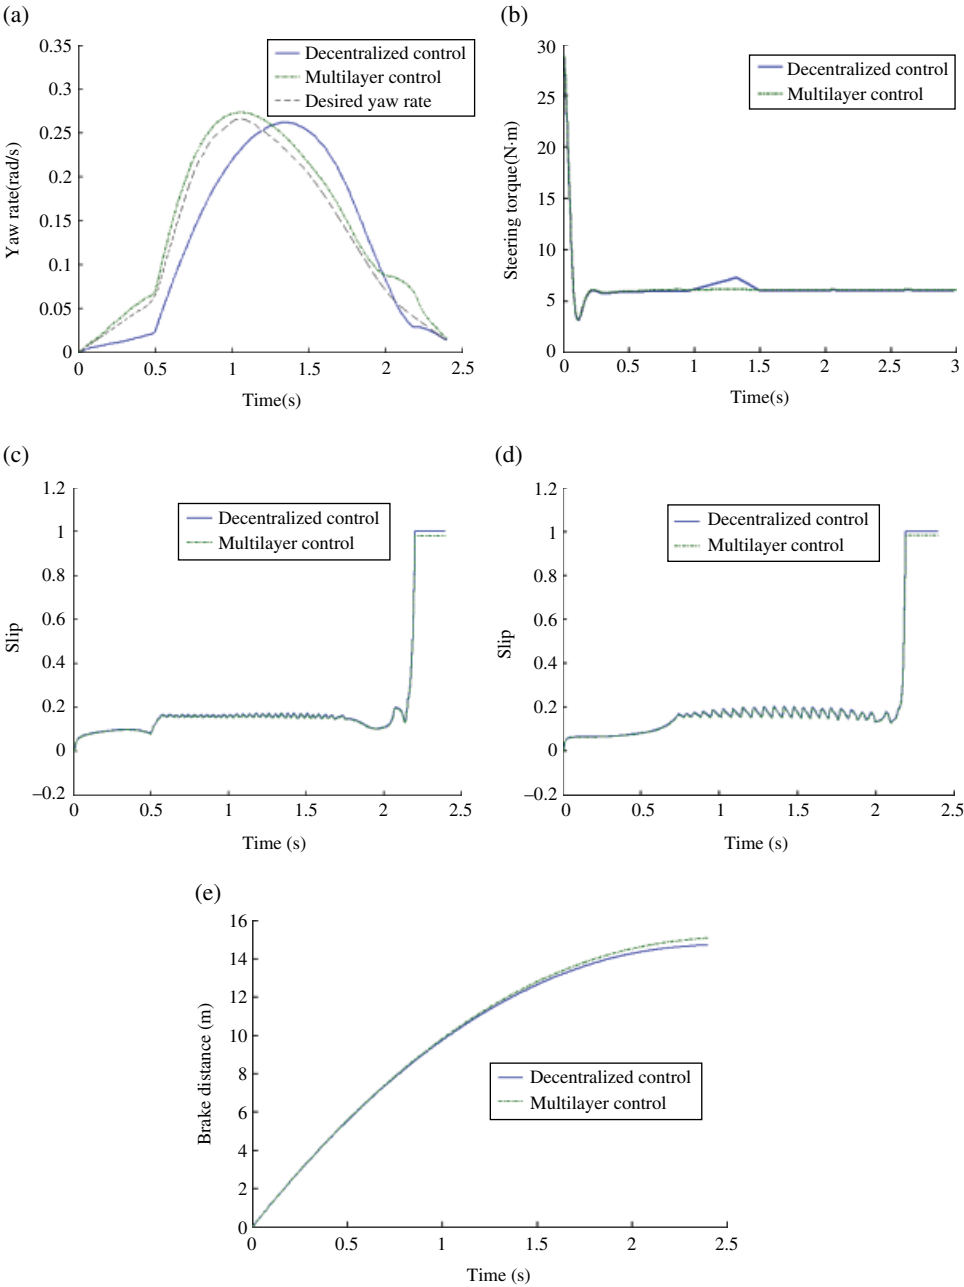 (a)
0.35
0.3
0.25
0.2
0.15
0.1
0.05
0
Yaw rate(rad/s)
Decentralized control
Multilayer control
Desired yaw rate
0 0.5 1 1.5 2 2.5
Time(s)
(b)
30
25
20
15
10
5
0
Steering torque(N·m)
Decentralized control
Multilayer control
0 0.5 1 1.5 2 2.5 3
Time(s)
(c)
1.2
1
0.8
0.6
0.4
0.2
0
–0.2
Slip
Decentralized control
Multilayer control
0 0.5 1 1.5 2 2.5
Time (s)
(d)
1.2
1
0.8
0.6
0.4
0.2
0
–0.2
Slip
Decentralized control
Multilayer control
0 0.5 1 1.5 2 2.5
Time (s)
(e)
16
14
12
10
8
6
4
2
0
Brake distance (m)
Decentralized control
Multilayer control
0 0.5 1 1.5 2 2.5
Time (s)